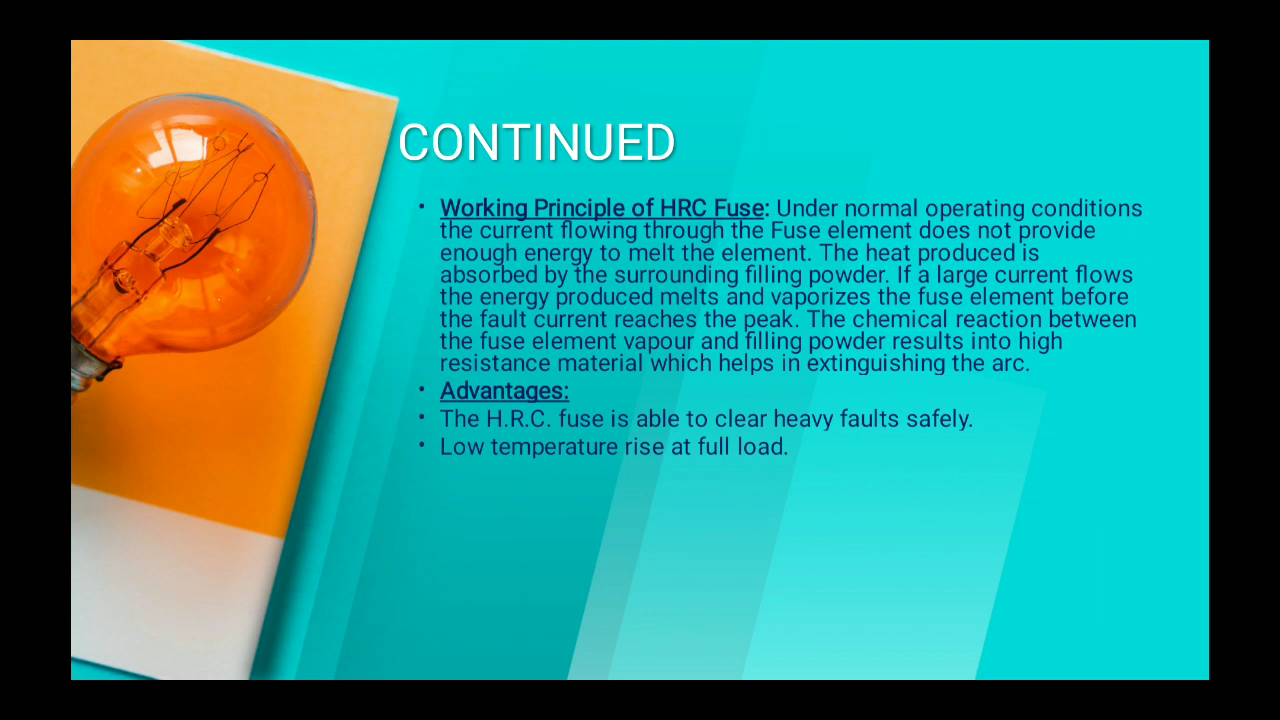 CONTINUED
• Working Principle of HRC Fuse: Under normal operating conditions
the current flowing through the Fuse element does not provide
enough energy to melt the element. The heat produced is
absorbed by the surrounding filling powder. If a large current flows
the energy produced melts and vaporizes the fuse element before
the fault current reaches the peak. The chemical reaction between
the fuse element vapour and filling powder results into high
resistance material which helps in extinguishing the arc.
• Advantages:
• The H.R.C. fuse is able to clear heavy faults safely.
• Low temperature rise at full load.